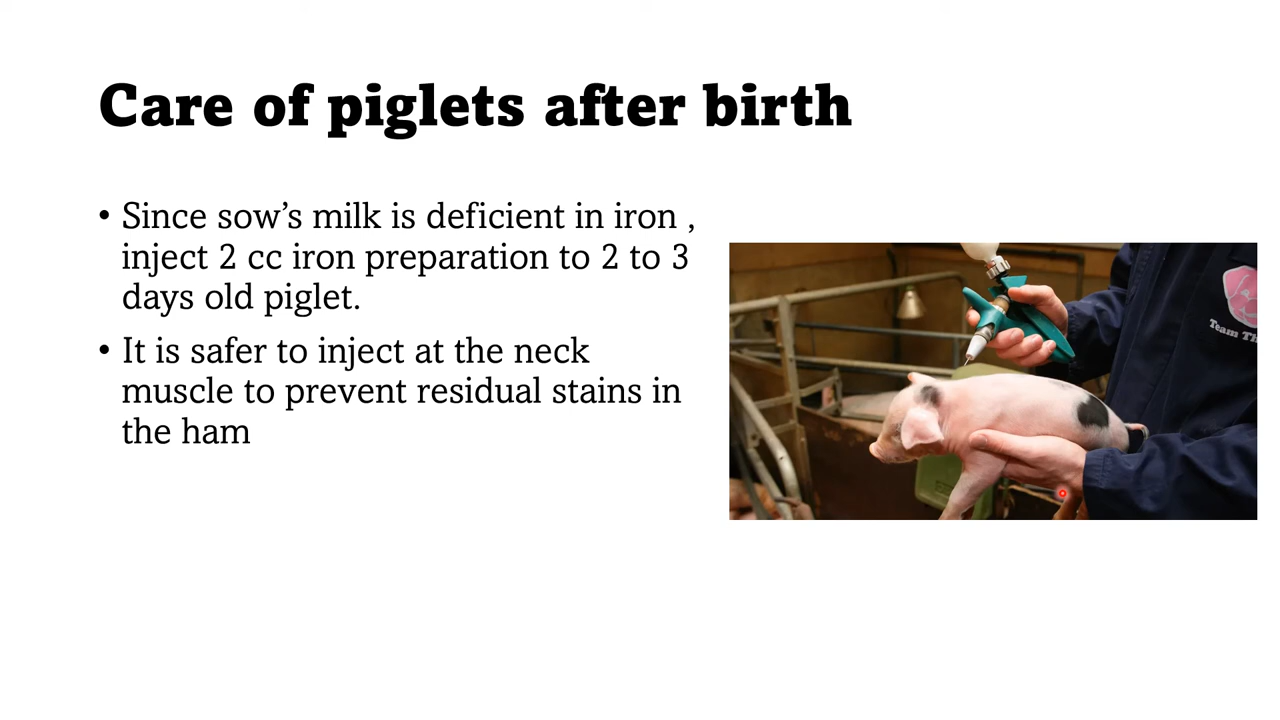 Care of piglets after birth
• Since sow's milk is deficient in iron ,
inject 2 cc iron preparation to 2 to 3
days old piglet.
• It is safer to inject at the neck
muscle to prevent residual stains in
the ham
Team